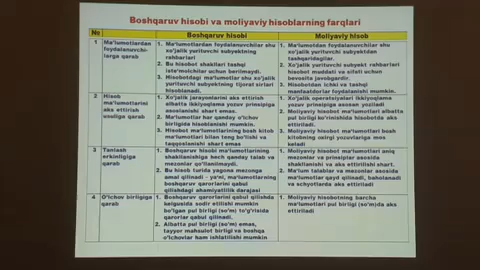 Boshqaruv hisobi va moliyaviy hisoblarning farqlari
№
Boshqaruv hisobi
Moliyaviy hisob
1
Ma'lumotlardan
foydalanuvchi-
larga qarab
1. Ma'lumotlardan foydalanuvchilar shu
xo'jalik yurituvchi subyekt
rahbarlari
2. Bu hisobot shakllari tashqi
iste'molchilar uchun berilmaydi.
3. Hisobotdagi ma'lumotlar shu xo'jalik
yurituvchi subyektning tijorat sirlari
hisoblanadi.
1. Ma'lumotdan foydalanuvchilar shu
xo'jalik yurituvchi subyektdan
tashqaridagilar.
2. Xo'jalik yurituvchi subyekt rahbarlari
hisobot muddati va sifati uchun
bevosita javobgardir.
3. Hisobotdan ichki va tashqi
manfaatdorlar foydalanishi mumkin.
2
Hisob
ma'lumotlarini
aks ettirish
usuliga qarab
1. Xo'jalik jarayonlarini aks ettirish
albatta ikkiyoqlama yozuv prinsipiga
asoslanishi shart emas.
2. Ma'lumotlar har qanday o'lchov
birligida hisoblanishi mumkin.
3. Hisobot ma'lumotlarining bosh kitob
ma'lumotlari bilan teng bo'lishi va
taqqoslanishi shart emas
1. Xo'jalik operatsiyalari ikkiyoqlama
yozuv prinsipiga asosan yoziladi
2. Moliyaviy hisobot ma'lumotlari albatta
pul birligi ko'rinishida hisobotda aks
ettiriladi.
3. Moliyaviy hisobot ma'lumotlari bosh
kitobning oxirgi yozuvlariga mos
keladi
3
Tanlash
erkinligiga
qarab
1. Boshqaruv hisobi ma'lumotlarining
shakllanishiga hech qanday talab va
mezonlar qo'llanilmaydi.
2. Bu hisob turida yagona mezonga
amal qilinadi – ya'ni, ma'lumotlarning
boshqaruv qarorlarini qabul
qilishdagi ahamiyatlilik darajasi
1. Moliyaviy hisobot ma'lumotlari aniq
mezonlar va prinsiplar asosida
shakllanishi va aks ettirilishi shart.
2. Ma'lum talablar va mezonlar asosida
ma'lumotlar qayd qilinadi, baholanadi
va schyotlarda aks ettiriladi
4
O'lchov birligiga
qarab
1. Boshqaruv qarorlarini qabul qilishda
kelgusida sodir etilishi mumkin
bo'lgan pul birligi (so'm) to'g'risida
qarorlar qabul qilinadi.
2. Albatta pul birligi (so'm) emas,
tayyor mahsulot birligi va boshqa
o'lchovlar ham ishlatilishi mumkin
1. Moliyaviy hisobotning barcha
ma'lumotlari pul birligi (so'm)da aks
ettiriladi